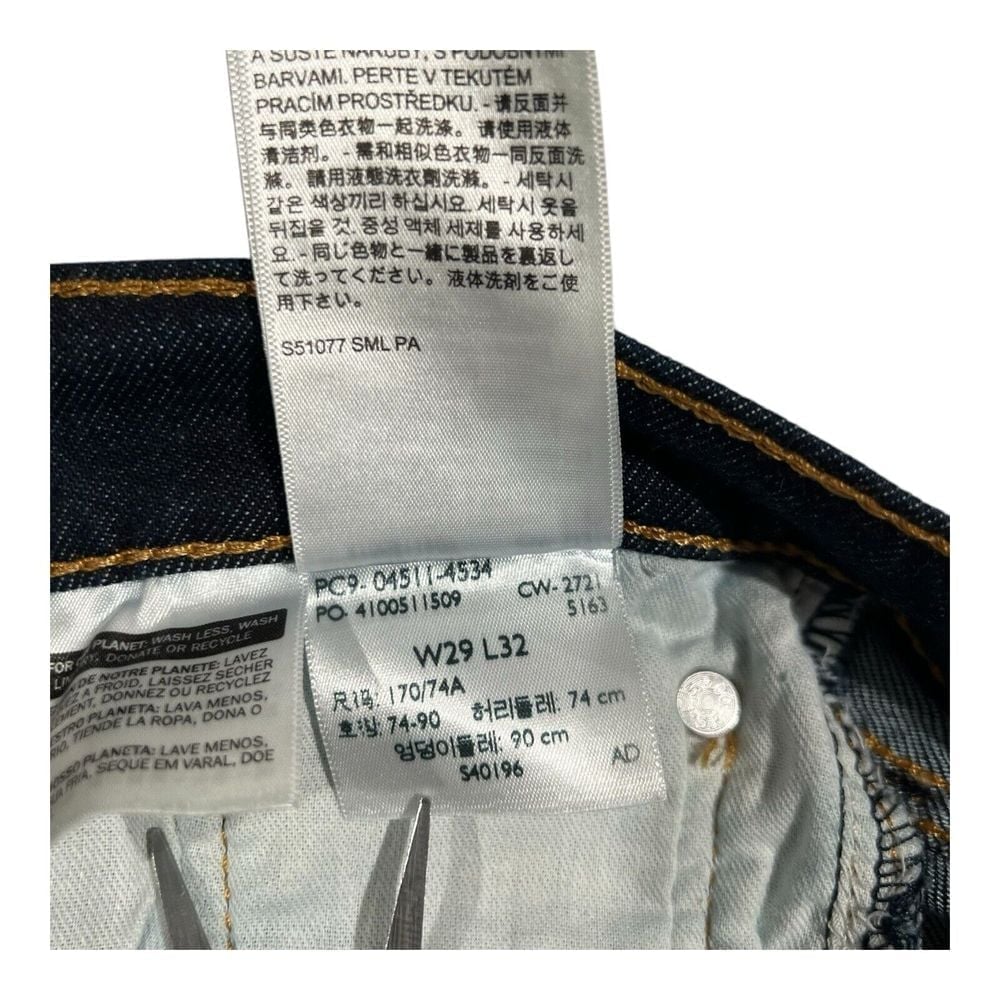 A SUSTE NARUBY, S PODOBNÝMI
BARVAMI. PERTE V TEKUTÉM
PRACÍM PROSTŘEDKU. - 请反面并
与同类色衣物一起洗涤。请使用液体
清洁剂。- 需和相似色衣物一同反面洗
滌。請用液態洗衣劑洗滌。- 세탁시
같은 색상끼리 하십시요. 세탁시 옷을
뒤집을 것. 중성 액체 세제를 사용하세
요. - 同じ色物と一緒に製品を裏返し
て洗ってください。液体洗剤をご使
用下さい。
S51077 SML PA
PC9- 04511-4534
PO- 4100511509
CW- 2721
5163
W29 L32
尺码: 170/74A
호칭: 74-90 허리둘레: 74 cm
엉덩이둘레: 90 cm
S40196
AD
PLANET: WASH LESS, WASH
DONATE OR RECYCLE
DE NOTRE PLANÈTE: LAVEZ
À FROID, LAISSEZ SÉCHER
DONNEZ OU RECYCLEZ
PLANETA: LAVA MENOS,
TIENDE LA ROPA, DONA O
PLANETA: LAVE MENOS,
FRIA, SEQUE EM VARAL, DOE